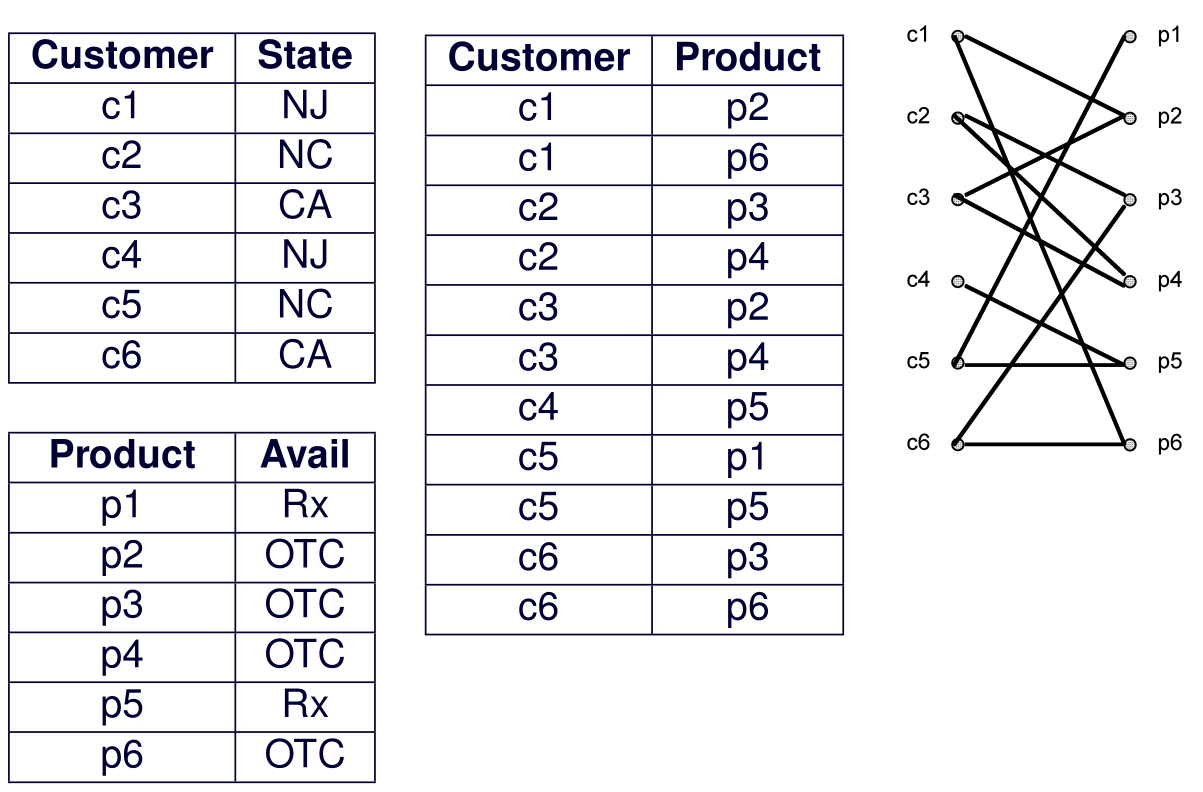 Customer State
c1 NJ
c2 NC
c3 CA
c4 NJ
c5 NC
c6 CA
Product Avail
p1 Rx
p2 OTC
p3 OTC
p4 OTC
p5 Rx
p6 OTC
Customer Product
c1 p2
c1 p6
c2 p3
c2 p4
c3 p2
c3 p4
c4 p5
c5 p1
c5 p5
c6 p3
c6 p6
c1 p1
c2 p2
c3 p3
c4 p4
c5 p5
c6 p6